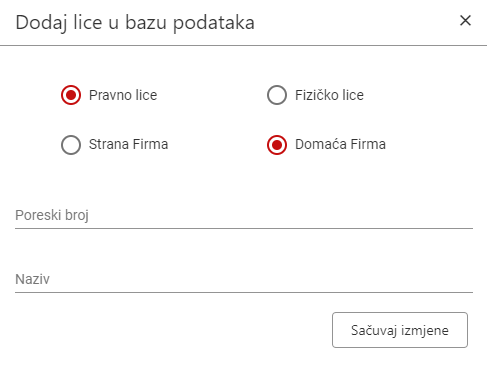 Dodaj lice u bazu podataka
Pravno lice
Fizičko lice
Strana Firma
Domaća Firma
Poreski broj
Naziv
Sačuvaj izmjene